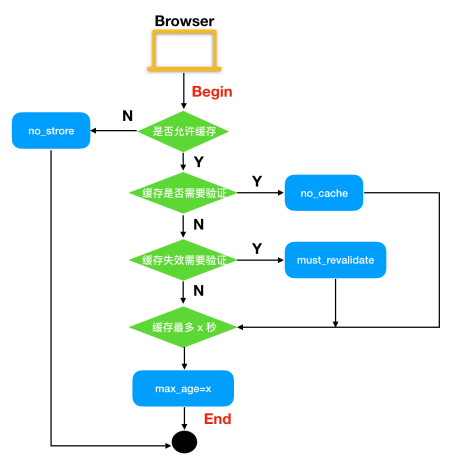 Browser
Begin
N
no_strore
是否允许缓存
Y
缓存是否需要验证
Y
no_cache
N
缓存失效需要验证
Y
must_revalidate
N
缓存最多 x 秒
max_age=x
End